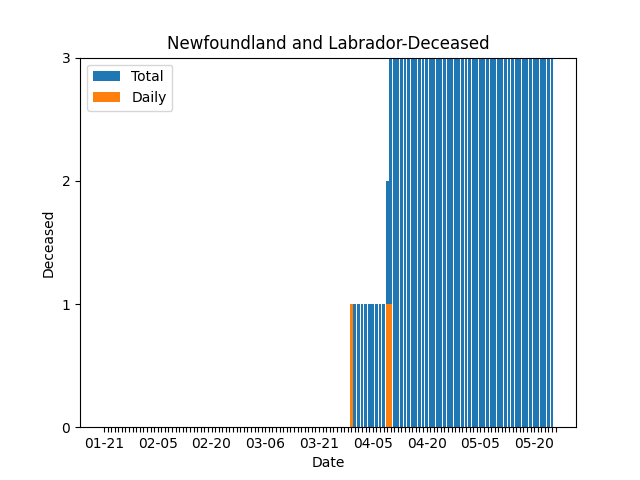 Newfoundland and Labrador-Deceased
Total
Daily
3
2
1
0
Deceased
01-21 02-05 02-20 03-06 03-21 04-05 04-20 05-05 05-20
Date